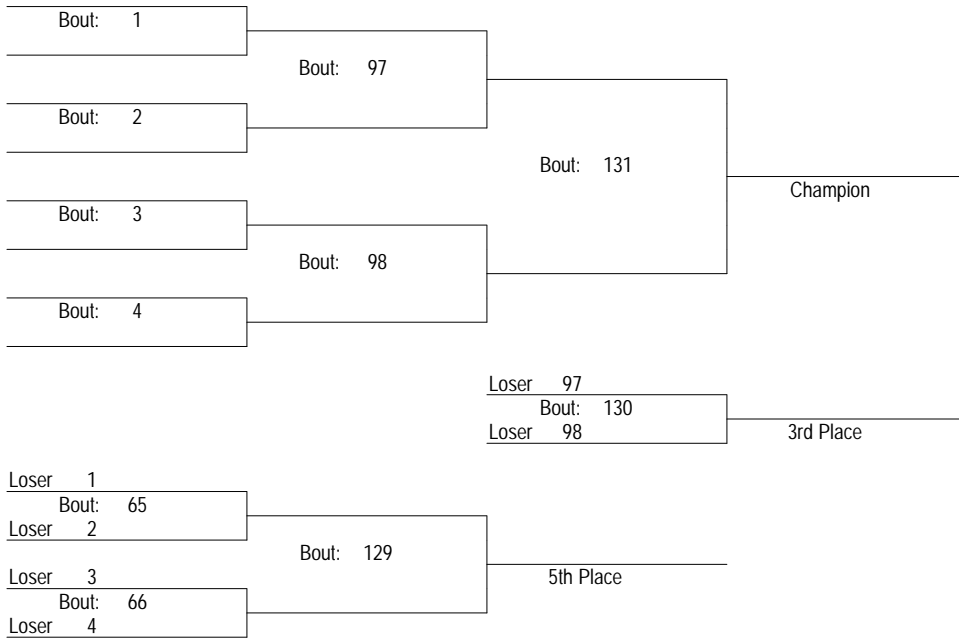 Bout: 1
Bout: 97
Bout: 2
Bout: 131
Champion
Bout: 3
Bout: 98
Bout: 4
Loser 97
Bout: 130
Loser 98
3rd Place
Loser 1
Bout: 65
Loser 2
Bout: 129
Loser 3
5th Place
Bout: 66
Loser 4